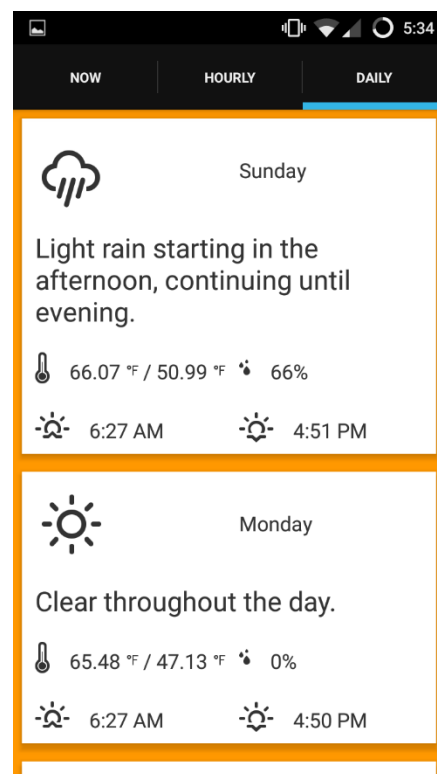 5:34
NOW HOURLY DAILY
Sunday
Light rain starting in the
afternoon, continuing until
evening.
66.07 °F / 50.99 °F 66%
6:27 AM 4:51 PM
Monday
Clear throughout the day.
65.48 °F / 47.13 °F 0%
6:27 AM 4:50 PM